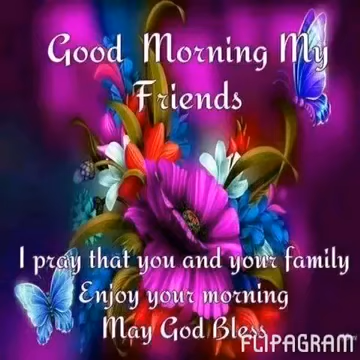 Good Morning My
Friends
I pray that you and your family
Enjoy your morning
May God Bless
FLIPAGRAM